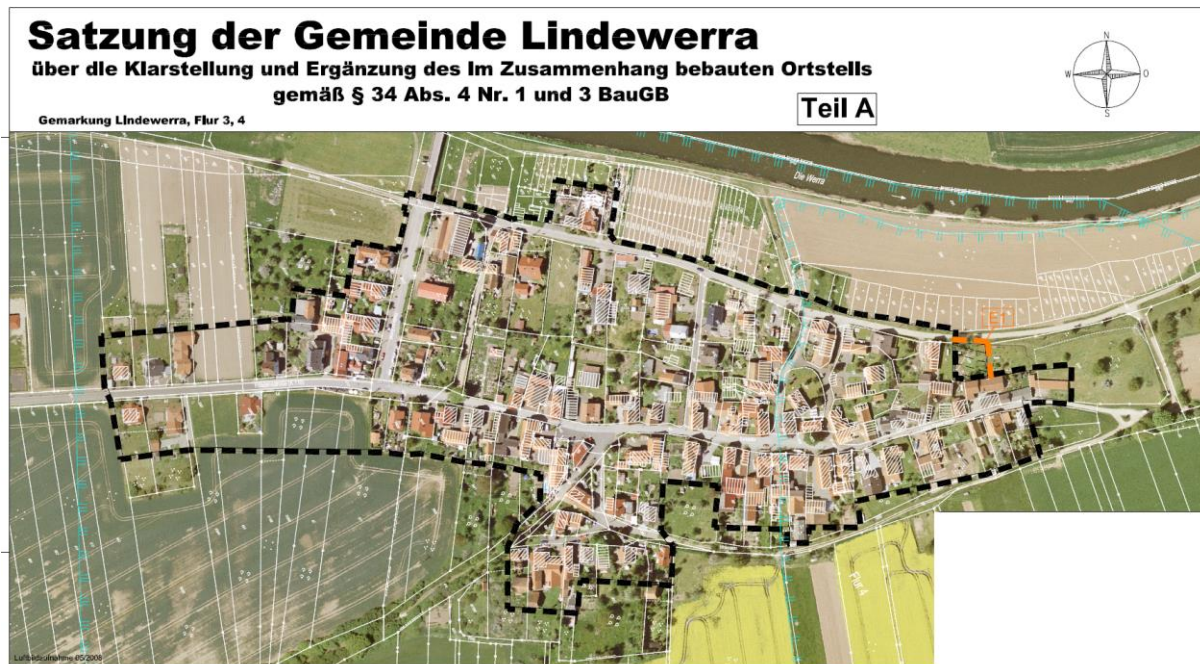 Satzung der Gemeinde Lindewerra
über die Klarstellung und Ergänzung des Im Zusammenhang bebauten Ortsteils
gemäß § 34 Abs. 4 Nr. 1 und 3 BauGB
Teil A
Gemarkung Lindewerra, Flur 3, 4
N
W
O
S
Die Werra
E1
Flur 4
Luftbildaufnahme 05/2008